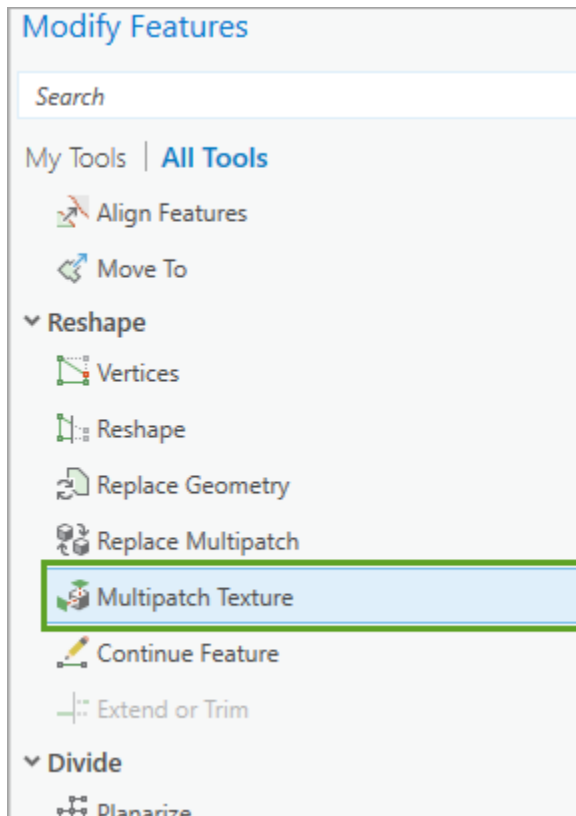 Modify Features
Search
My Tools | All Tools
Align Features
Move To
Reshape
Vertices
Reshape
Replace Geometry
Replace Multipatch
Multipatch Texture
Continue Feature
Extend or Trim
Divide
Planarize